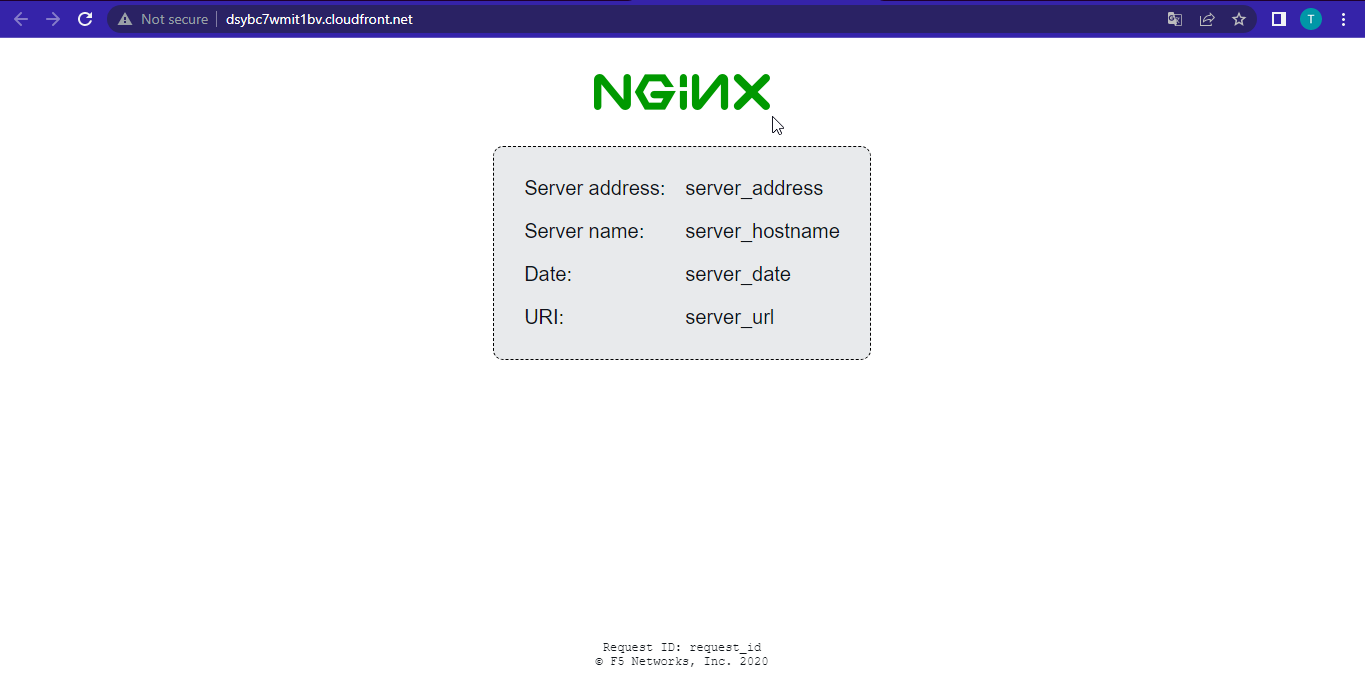 Not secure dsybc7wmit1bv.cloudfront.net T
NGINX
Server address: server_address
Server name: server_hostname
Date: server_date
URI: server_url
Request ID: request_id
© F5 Networks, Inc. 2020